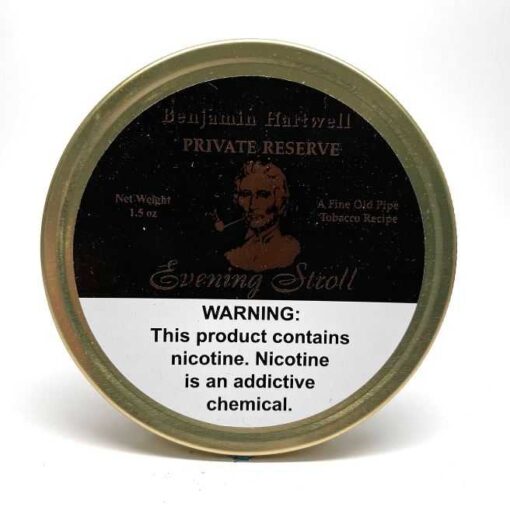 Benjamin Hartwell
PRIVATE RESERVE
Net Weight
1.5 oz
A Fine Old Pipe
Tobacco Recipe
Evening Stroll
WARNING:
This product contains
nicotine. Nicotine
is an addictive
chemical.